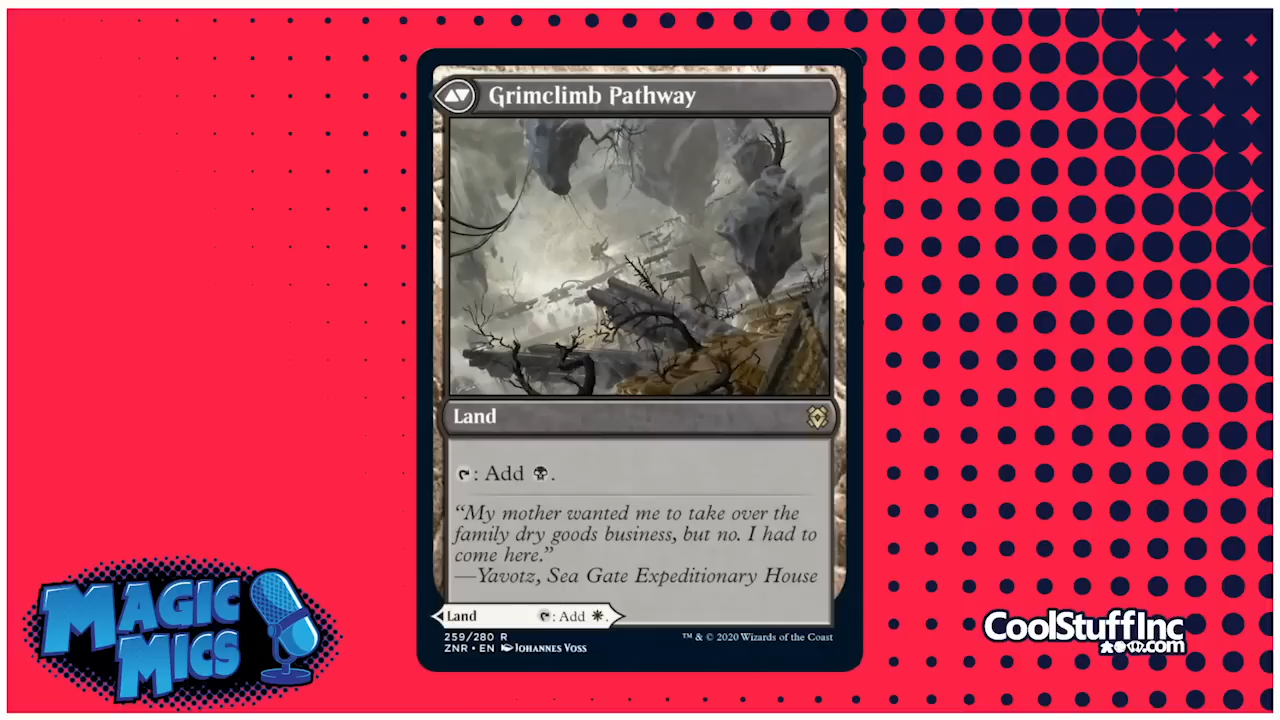 Grimclimb Pathway
Land
: Add .
“My mother wanted me to take over the
family dry goods business, but no. I had to
come here.”
—Yavotz, Sea Gate Expeditionary House
Land : Add .
259/280 R
ZNR • EN Johannes Voss
™ & © 2020 Wizards of the Coast
MAGIC
MICS
CoolStuffInc
.com